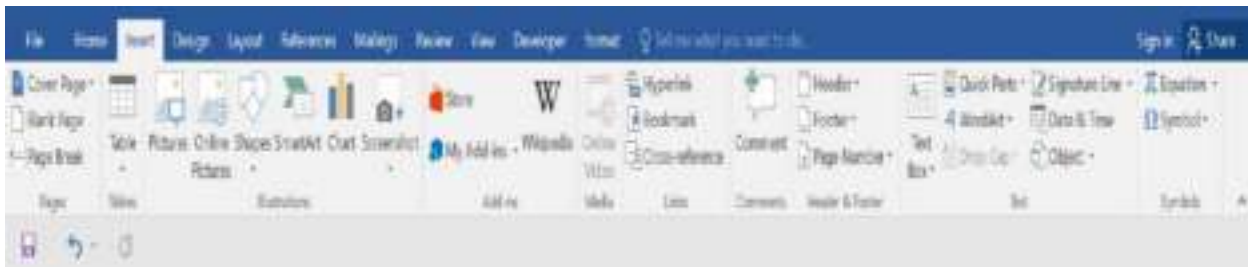 File Home Insert Design Layout References Mailings Review View Developer Format Tell me what you want to do... Sign in Share
Cover Page
Blank Page
Page Break
Table
Pictures Online Pictures Shapes SmartArt Chart Screenshot
Store
My Add-ins
Wikipedia
Online Video
Hyperlink
Bookmark
Cross-reference
Comment
Header
Footer
Page Number
Text Box
Quick Parts
WordArt
Drop Cap
Signature Line
Date & Time
Object
Equation
Symbol
Pages Tables Illustrations Add-ins Media Links Comments Header & Footer Text Symbols